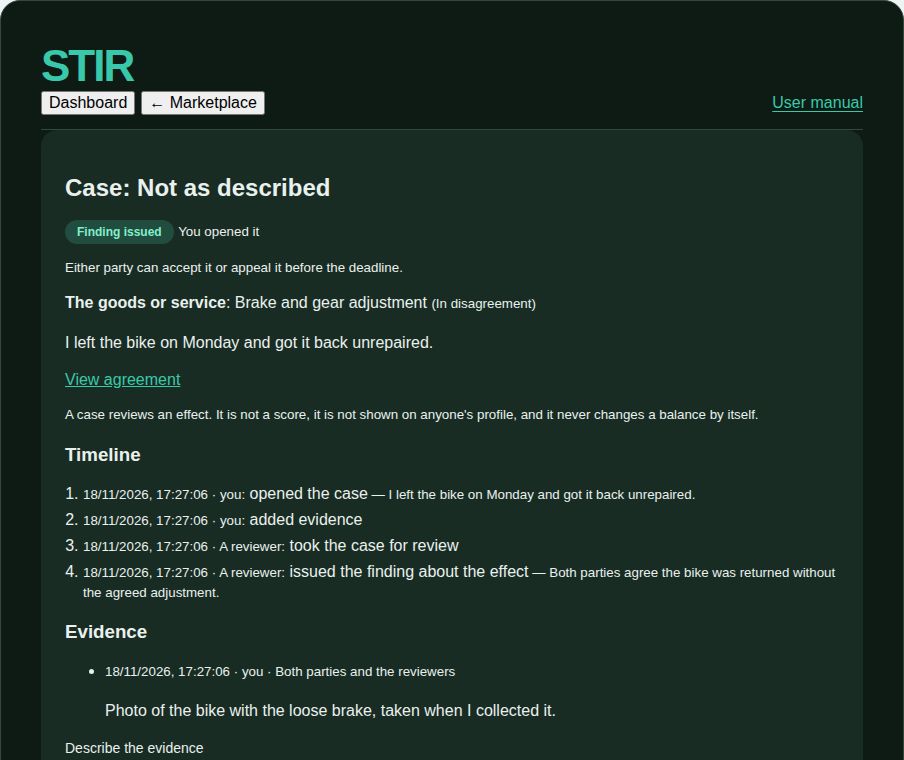 STIR
Dashboard
← Marketplace
User manual
Case: Not as described
Finding issued You opened it
Either party can accept it or appeal it before the deadline.
The goods or service: Brake and gear adjustment (In disagreement)
I left the bike on Monday and got it back unrepaired.
View agreement
A case reviews an effect. It is not a score, it is not shown on anyone's profile, and it never changes a balance by itself.
Timeline
1. 18/11/2026, 17:27:06 · you: opened the case — I left the bike on Monday and got it back unrepaired.
2. 18/11/2026, 17:27:06 · you: added evidence
3. 18/11/2026, 17:27:06 · A reviewer: took the case for review
4. 18/11/2026, 17:27:06 · A reviewer: issued the finding about the effect — Both parties agree the bike was returned without
the agreed adjustment.
Evidence
• 18/11/2026, 17:27:06 · you · Both parties and the reviewers
Photo of the bike with the loose brake, taken when I collected it.
Describe the evidence